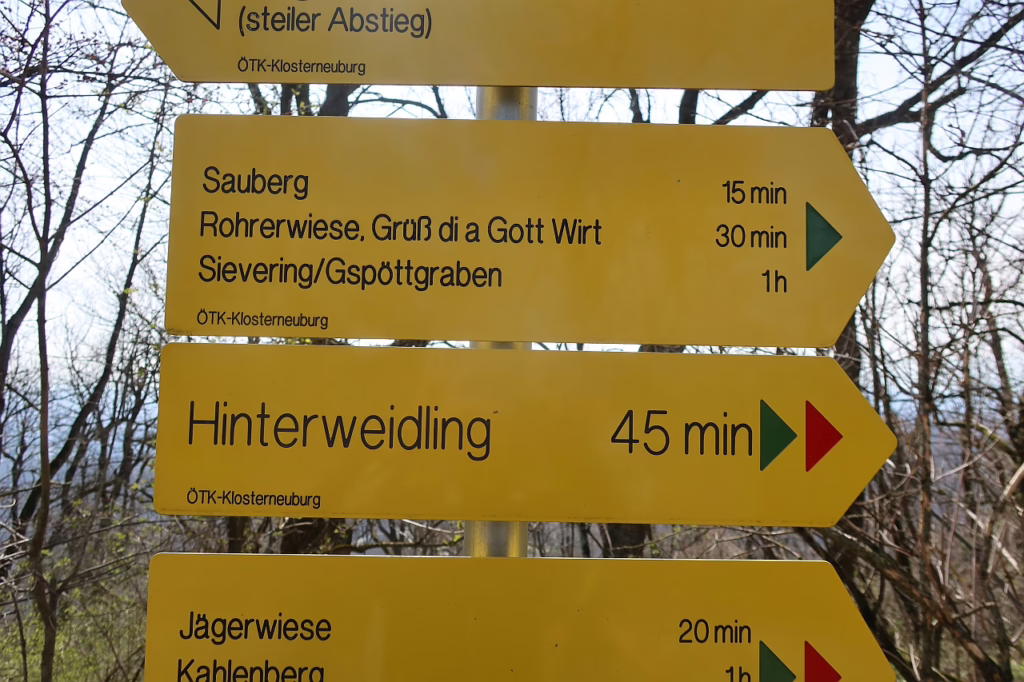 (steiler Abstieg)
ÖTK-Klosterneuburg
Sauberg 15 min
Rohrerwiese, Grüß di a Gott Wirt 30 min
Sievering/Gspöttgraben 1h
ÖTK-Klosterneuburg
Hinterweidling 45 min
ÖTK-Klosterneuburg
Jägerwiese 20 min
Kahlenberg 1h